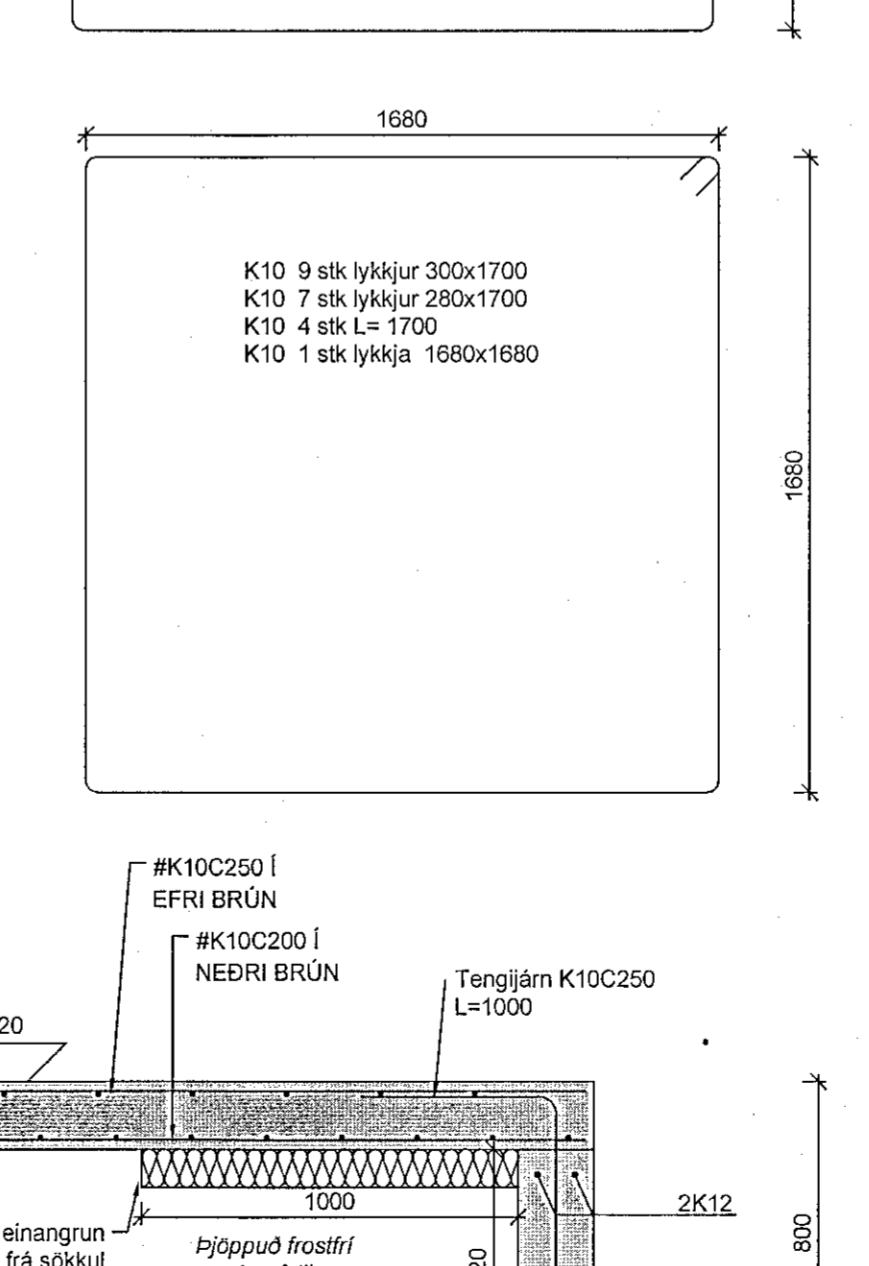 1680
K10 9 stk lykkjur 300x1700
K10 7 stk lykkjur 280x1700
K10 4 stk L= 1700
K10 1 stk lykkja 1680x1680
1680
#K10C250 Í
EFRI BRÚN
#K10C200 Í
NEÐRI BRÚN
Tengijárn K10C250
L=1000
20
1000
2K12
800
einangrun
frá sökkul
Þjöppuð frostfrí
20